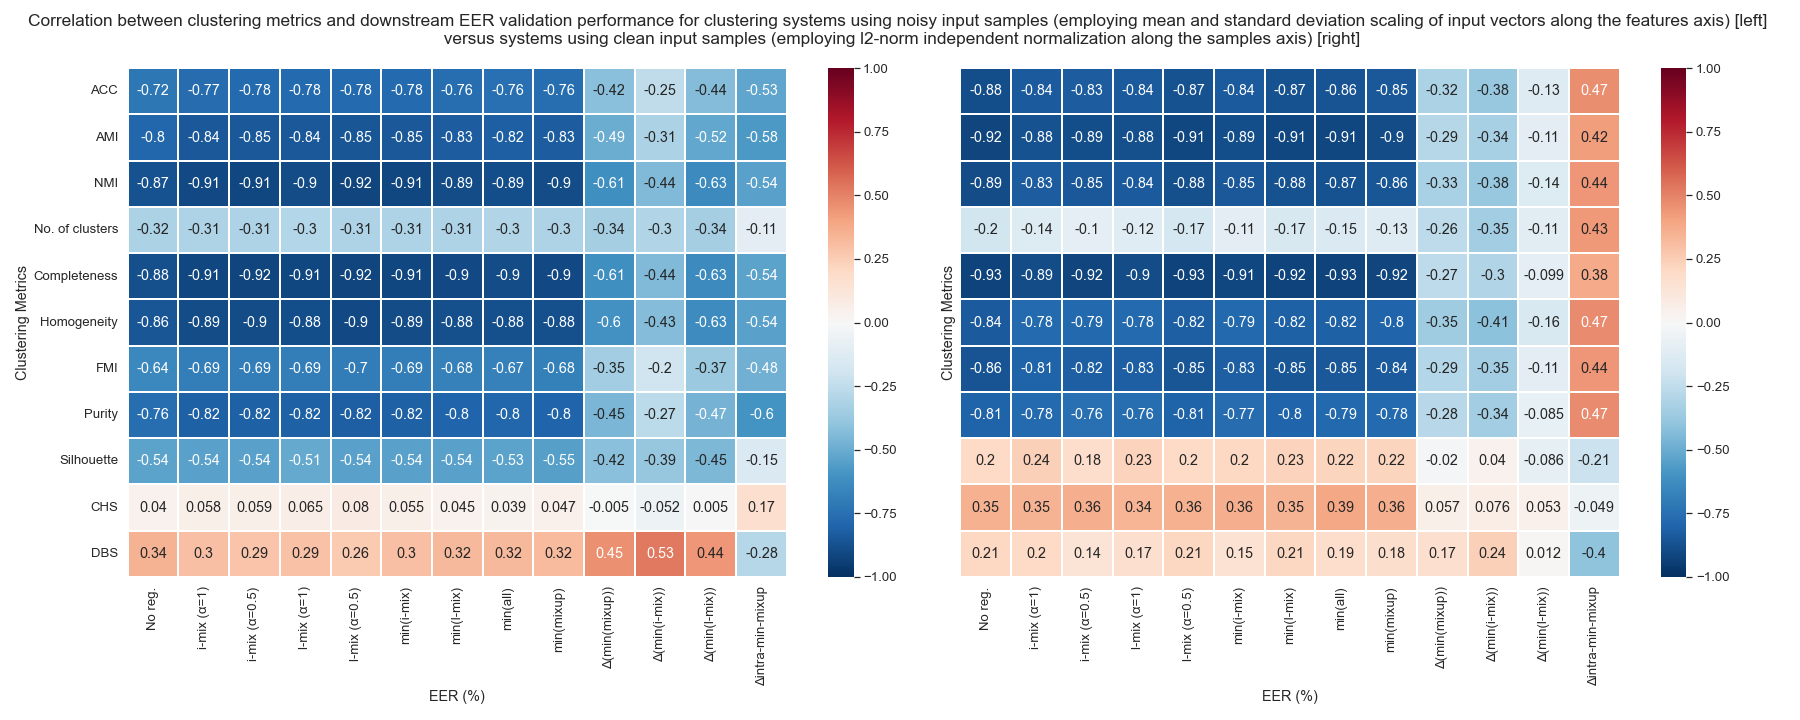 Correlation between clustering metrics and downstream EER validation performance for clustering systems using noisy input samples (employing mean and standard deviation scaling of input vectors along the features axis) [left]
versus systems using clean input samples (employing l2-norm independent normalization along the samples axis) [right]
Clustering Metrics
ACC -0.72 -0.77 -0.78 -0.78 -0.78 -0.78 -0.76 -0.76 -0.76 -0.42 -0.25 -0.44 -0.53
AMI -0.8 -0.84 -0.85 -0.84 -0.85 -0.85 -0.83 -0.82 -0.83 -0.49 -0.31 -0.52 -0.58
NMI -0.87 -0.91 -0.91 -0.9 -0.92 -0.91 -0.89 -0.89 -0.9 -0.61 -0.44 -0.63 -0.54
No. of clusters -0.32 -0.31 -0.31 -0.3 -0.31 -0.31 -0.31 -0.3 -0.3 -0.34 -0.3 -0.34 -0.11
Completeness -0.88 -0.91 -0.92 -0.91 -0.92 -0.91 -0.9 -0.9 -0.9 -0.61 -0.44 -0.63 -0.54
Homogeneity -0.86 -0.89 -0.9 -0.88 -0.9 -0.89 -0.88 -0.88 -0.88 -0.6 -0.43 -0.63 -0.54
FMI -0.64 -0.69 -0.69 -0.69 -0.7 -0.69 -0.68 -0.67 -0.68 -0.35 -0.2 -0.37 -0.48
Purity -0.76 -0.82 -0.82 -0.82 -0.82 -0.82 -0.8 -0.8 -0.8 -0.45 -0.27 -0.47 -0.6
Silhouette -0.54 -0.54 -0.54 -0.51 -0.54 -0.54 -0.54 -0.53 -0.55 -0.42 -0.39 -0.45 -0.15
CHS 0.04 0.058 0.059 0.065 0.08 0.055 0.045 0.039 0.047 -0.005 -0.052 0.005 0.17
DBS 0.34 0.3 0.29 0.29 0.26 0.3 0.32 0.32 0.32 0.45 0.53 0.44 -0.28
No reg.
i-mix (α=1)
i-mix (α=0.5)
l-mix (α=1)
l-mix (α=0.5)
min(i-mix)
min(l-mix)
min(all)
min(mixup)
Δ(min(mixup))
Δ(min(i-mix))
Δ(min(l-mix))
Δintra-min-mixup
EER (%)
1.00
0.75
0.50
0.25
0.00
−0.25
−0.50
−0.75
−1.00
Clustering Metrics
-0.88 -0.84 -0.83 -0.84 -0.87 -0.84 -0.87 -0.86 -0.85 -0.32 -0.38 -0.13 0.47
-0.92 -0.88 -0.89 -0.88 -0.91 -0.89 -0.91 -0.91 -0.9 -0.29 -0.34 -0.11 0.42
-0.89 -0.83 -0.85 -0.84 -0.88 -0.85 -0.88 -0.87 -0.86 -0.33 -0.38 -0.14 0.44
-0.2 -0.14 -0.1 -0.12 -0.17 -0.11 -0.17 -0.15 -0.13 -0.26 -0.35 -0.11 0.43
-0.93 -0.89 -0.92 -0.9 -0.93 -0.91 -0.92 -0.93 -0.92 -0.27 -0.3 -0.099 0.38
-0.84 -0.78 -0.79 -0.78 -0.82 -0.79 -0.82 -0.82 -0.8 -0.35 -0.41 -0.16 0.47
-0.86 -0.81 -0.82 -0.83 -0.85 -0.83 -0.85 -0.85 -0.84 -0.29 -0.35 -0.11 0.44
-0.81 -0.78 -0.76 -0.76 -0.81 -0.77 -0.8 -0.79 -0.78 -0.28 -0.34 -0.085 0.47
0.2 0.24 0.18 0.23 0.2 0.2 0.23 0.22 0.22 -0.02 0.04 -0.086 -0.21
0.35 0.35 0.36 0.34 0.36 0.36 0.35 0.39 0.36 0.057 0.076 0.053 -0.049
0.21 0.2 0.14 0.17 0.21 0.15 0.21 0.19 0.18 0.17 0.24 0.012 -0.4
No reg.
i-mix (α=1)
i-mix (α=0.5)
l-mix (α=1)
l-mix (α=0.5)
min(i-mix)
min(l-mix)
min(all)
min(mixup)
Δ(min(mixup))
Δ(min(i-mix))
Δ(min(l-mix))
Δintra-min-mixup
EER (%)
1.00
0.75
0.50
0.25
0.00
−0.25
−0.50
−0.75
−1.00